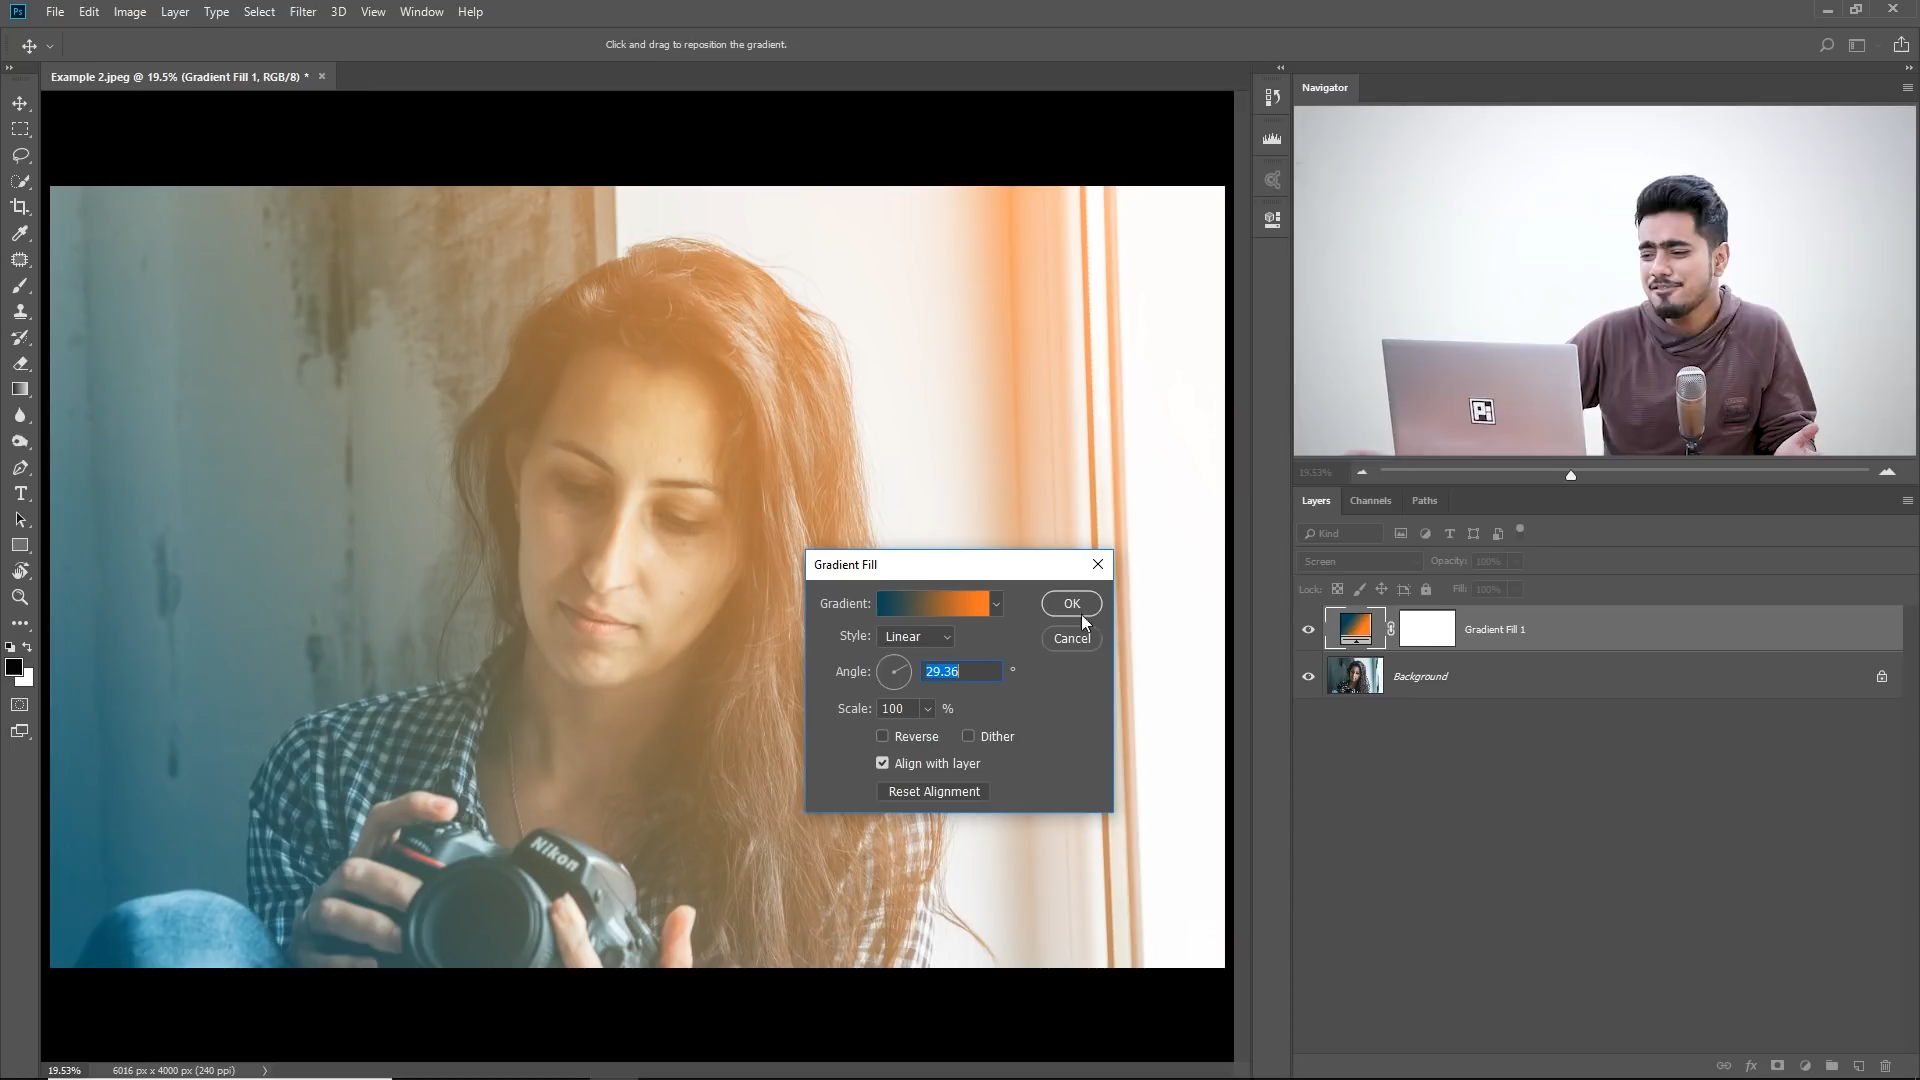 Ps File Edit Image Layer Type Select Filter 3D View Window Help
Click and drag to reposition the gradient.
Example 2.jpeg @ 19.5% (Gradient Fill 1, RGB/8) *
Navigator
19.53%
Layers Channels Paths
Kind
Screen Opacity: 100%
Lock: Fill: 100%
Gradient Fill 1
Background
Gradient Fill
Gradient: OK
Style: Linear Cancel
Angle: 29.36 °
Scale: 100 %
Reverse Dither
Align with layer
Reset Alignment
Nikon
19.53% 6016 px x 4000 px (240 ppi)